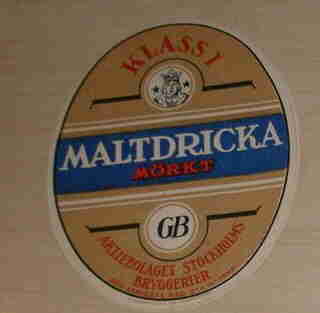 KLASS I
MALTDRICKA
MÖRKT
GB
AKTIEBOLAGET STOCKHOLMS
BRYGGERIER